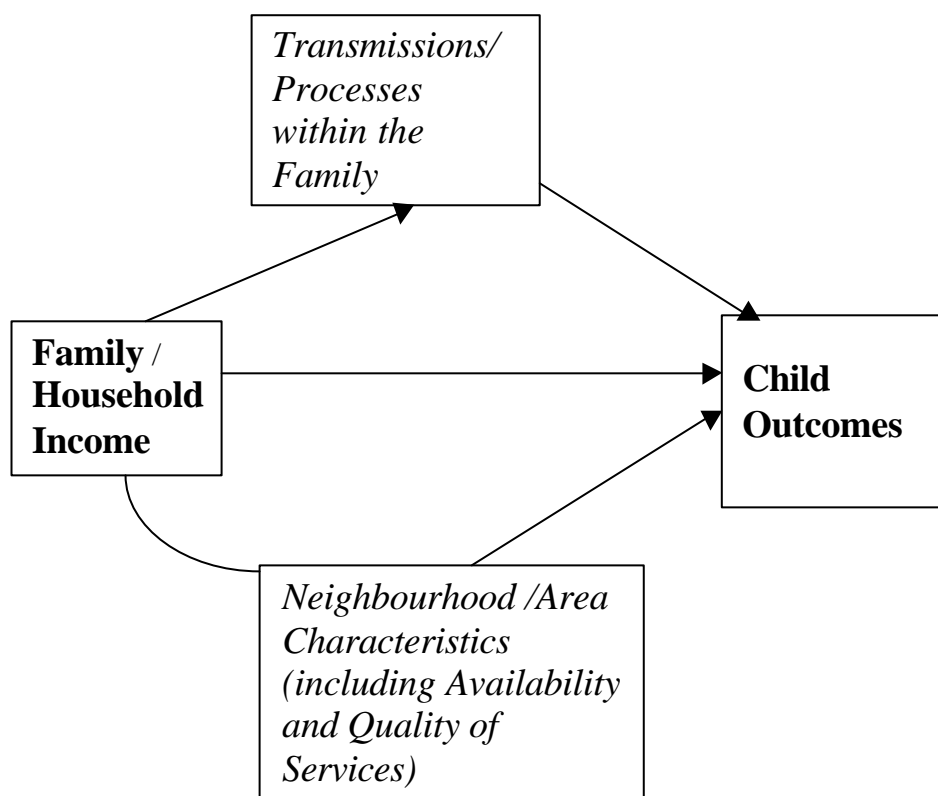 Transmissions/
Processes
within the
Family
Family /
Household
Income
Child
Outcomes
Neighbourhood /Area
Characteristics
(including Availability
and Quality of
Services)